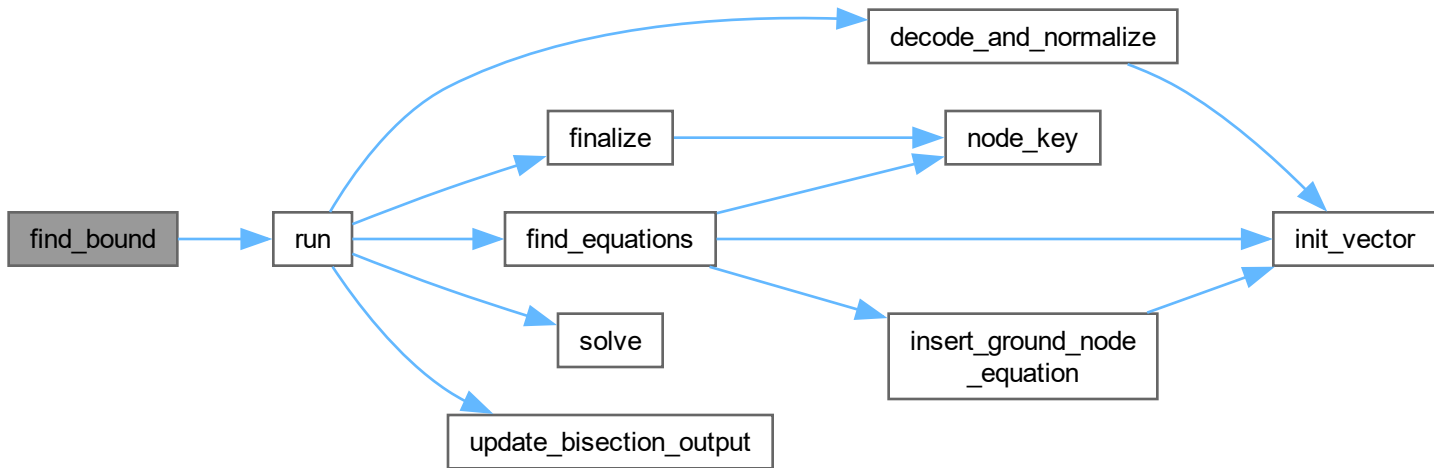 find_bound
run
decode_and_normalize
finalize
find_equations
solve
update_bisection_output
node_key
insert_ground_node
_equation
init_vector